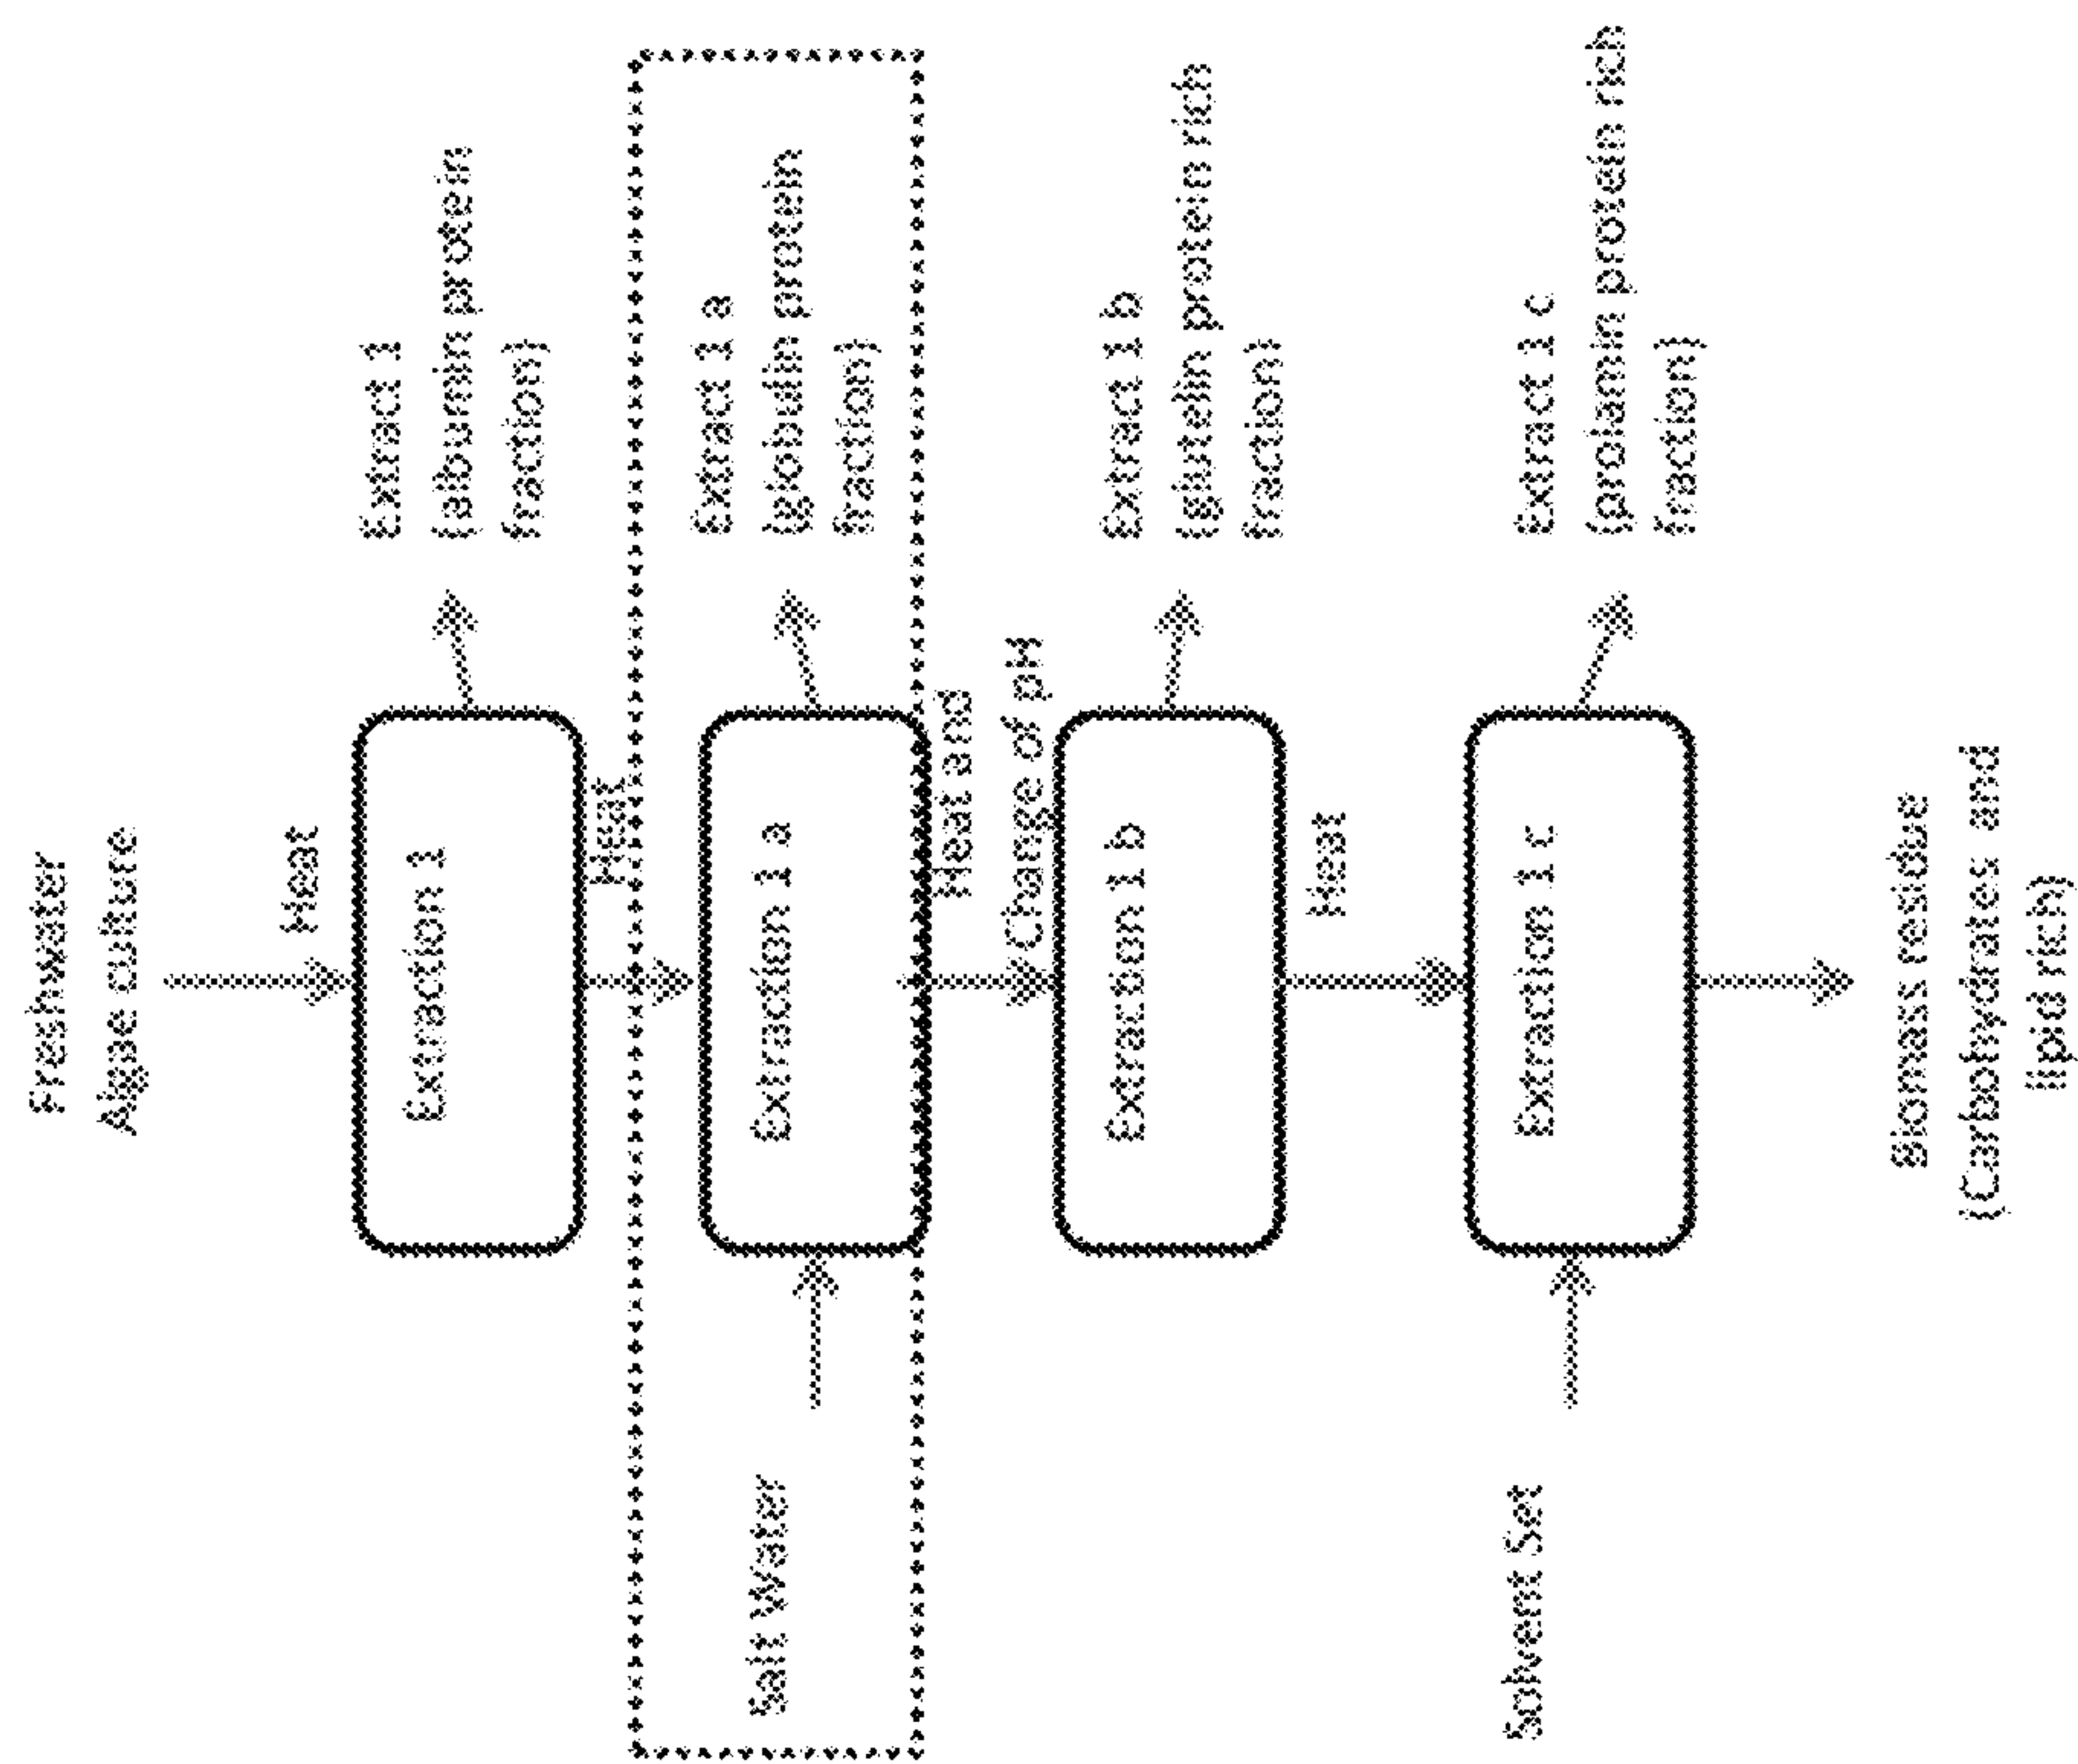 Freshwater
Algae culture
Heat
Extraction 1
Extract 1
(albumin protein
fraction)
Heat
Salt Water
Extraction 1 a
Extract 1 a
(globulin protein
fraction)
Heat and
Change of pH
Extraction 1 b
Extract 1 b
(glutelin protein rich
fraction)
Heat
Solvent Set
Extraction 1 c
Extract 1 c
(prolamin protein rich
fraction)
Biomass residue
(Carbohydrates and
lipid rich)